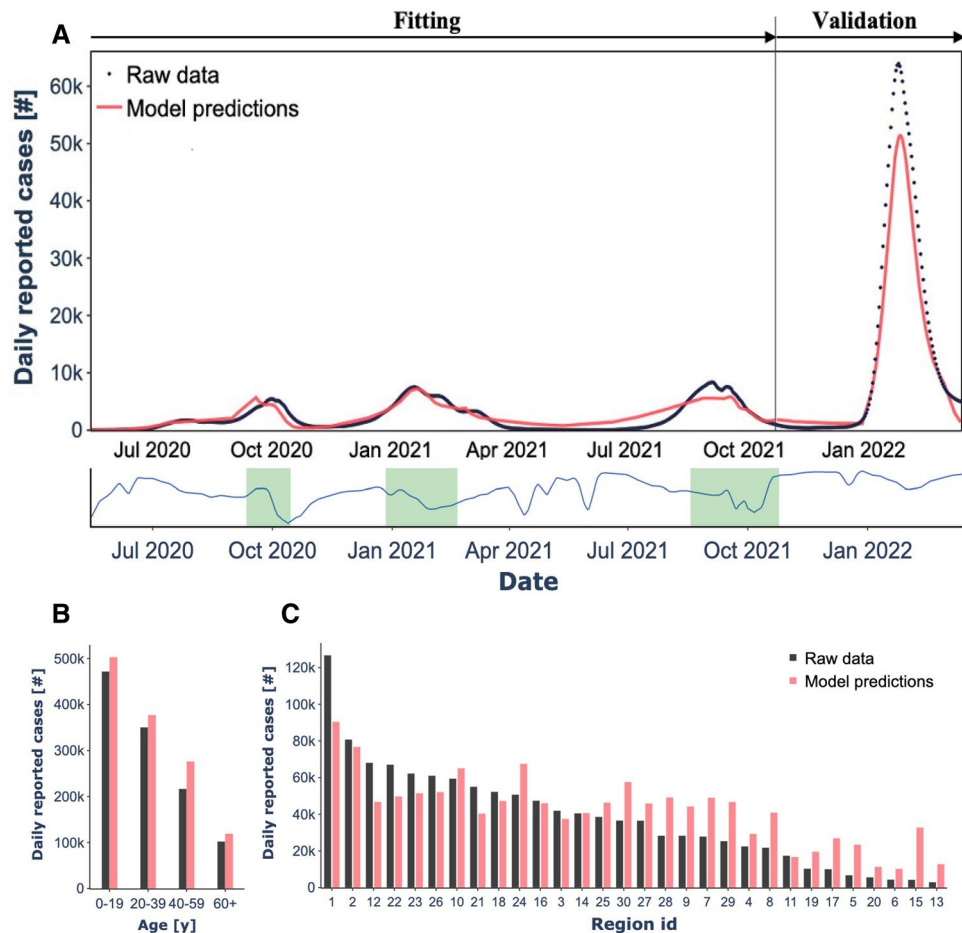 Fitting Validation
A
Daily reported cases [#]
Raw data
Model predictions
60k
50k
40k
30k
20k
10k
0
Jul 2020 Oct 2020 Jan 2021 Apr 2021 Jul 2021 Oct 2021 Jan 2022
Jul 2020 Oct 2020 Jan 2021 Apr 2021 Jul 2021 Oct 2021 Jan 2022
Date
B
Daily reported cases [#]
500k
400k
300k
200k
100k
0
0-19 20-39 40-59 60+
Age [y]
C
Daily reported cases [#]
Raw data
Model predictions
120k
100k
80k
60k
40k
20k
0
1 2 12 22 23 26 10 21 18 24 16 3 14 25 30 27 28 9 7 29 4 8 11 19 17 5 20 6 15 13
Region id